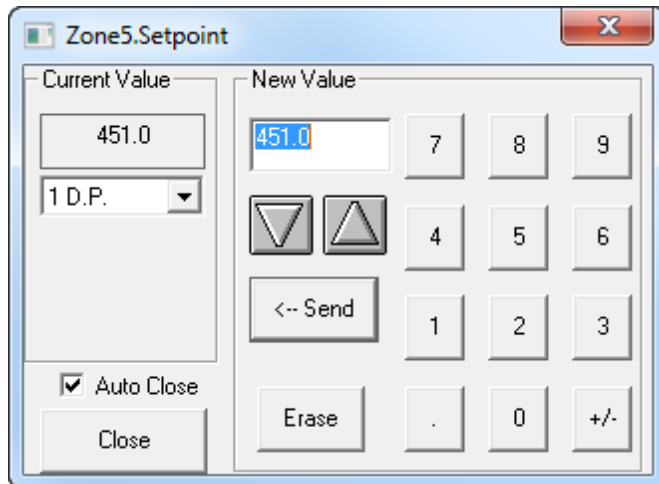 Zone5.Setpoint
X
Current Value
451.0
1 D.P.
Auto Close
Close
New Value
451.0
7 8 9
4 5 6
<-- Send
1 2 3
Erase
. 0 +/-